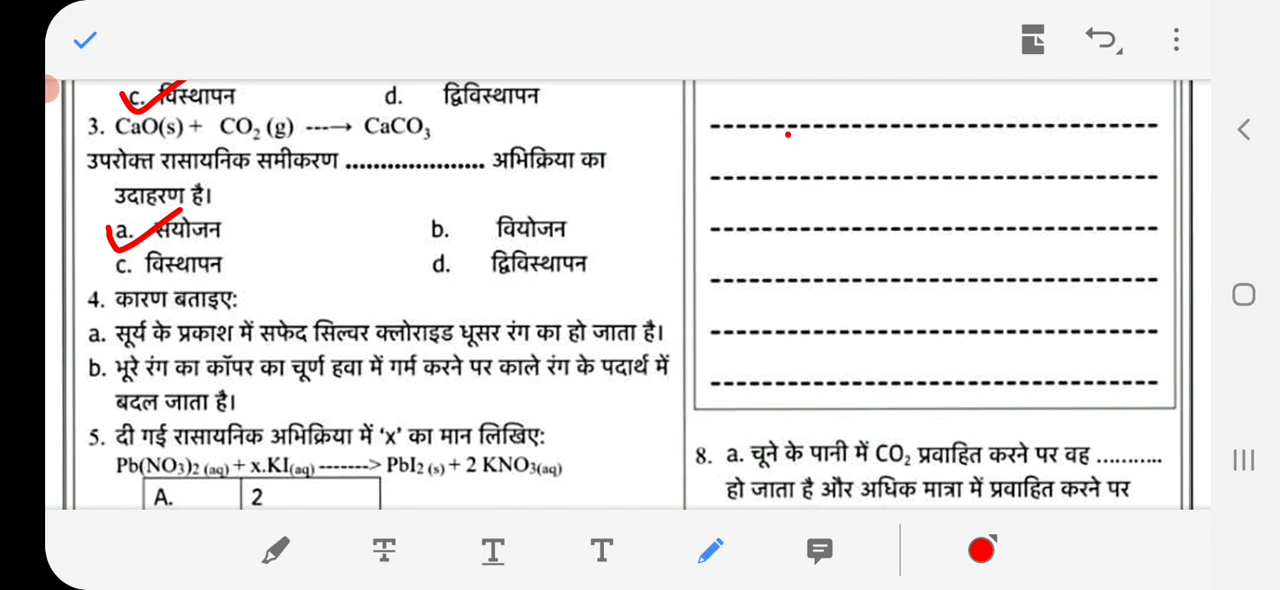 c. विस्थापन d. द्विविस्थापन
3. CaO(s) + CO₂ (g) ----→ CaCO₃
उपरोक्त रासायनिक समीकरण ..................... अभिक्रिया का
उदाहरण है।
a. संयोजन b. वियोजन
c. विस्थापन d. द्विविस्थापन
4. कारण बताइए:
a. सूर्य के प्रकाश में सफेद सिल्वर क्लोराइड धूसर रंग का हो जाता है।
b. भूरे रंग का कॉपर का चूर्ण हवा में गर्म करने पर काले रंग के पदार्थ में
बदल जाता है।
5. दी गई रासायनिक अभिक्रिया में ‘x’ का मान लिखिए:
Pb(NO₃)₂ (aq) + x.KI(aq) -------> PbI₂ (s) + 2 KNO₃(aq)
A. 2
8. a. चूने के पानी में CO₂ प्रवाहित करने पर वह ...........
हो जाता है और अधिक मात्रा में प्रवाहित करने पर
T
T
T